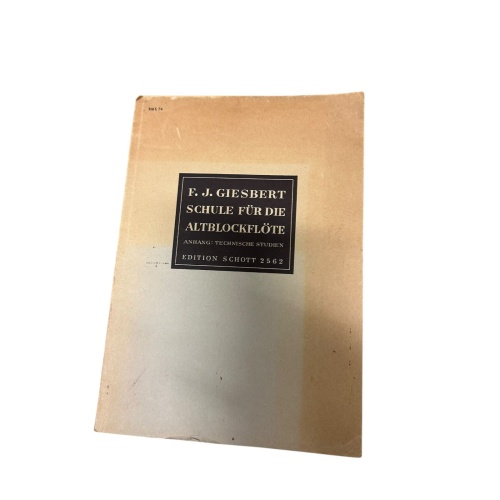 F. J. GIESBERT
SCHULE FÜR DIE
ALTBLOCKFLÖTE
ANHANG: TECHNISCHE STUDIEN
EDITION SCHOTT 2562